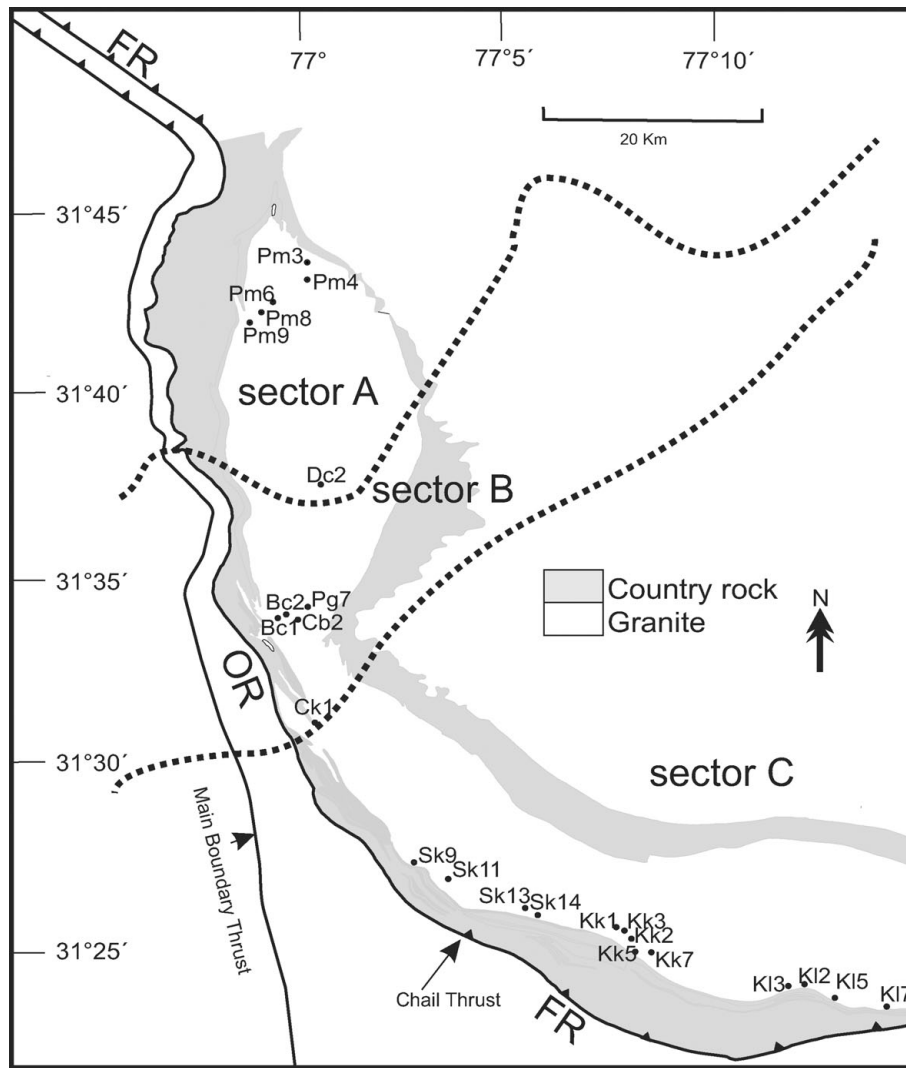 FR
77°
77°5´
77°10´
20 Km
31°45´
Pm3
Pm4
Pm6
Pm8
Pm9
31°40´
sector A
Dc2
sector B
31°35´
Country rock
Granite
N
Bc2
Pg7
Bc1
Cb2
OR
Ck1
31°30´
sector C
Main Boundary Thrust
Sk9
Sk11
Sk13
Sk14
Kk1
Kk3
Kk2
31°25´
Kk5
Kk7
Kl3
Kl2
Kl5
Kl7
Chail Thrust
FR